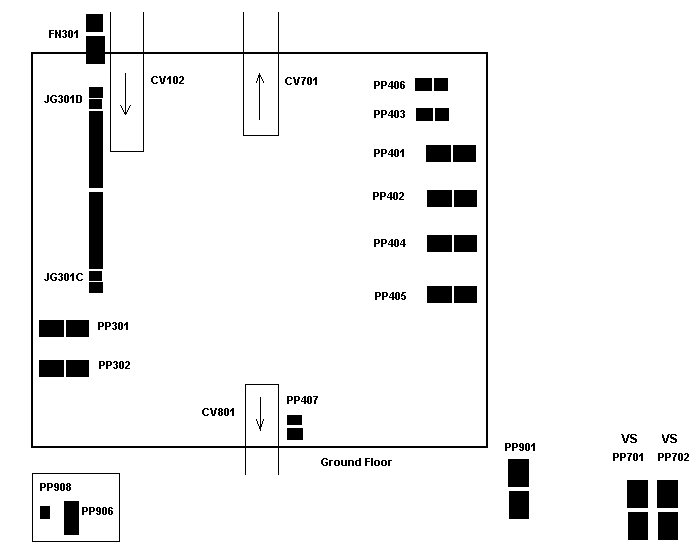 FN301
CV102
CV701
PP406
JG301D
PP403
PP401
PP402
PP404
JG301C
PP405
PP301
PP302
PP407
CV801
Ground Floor
VS VS
PP901
PP701 PP702
PP908
PP906